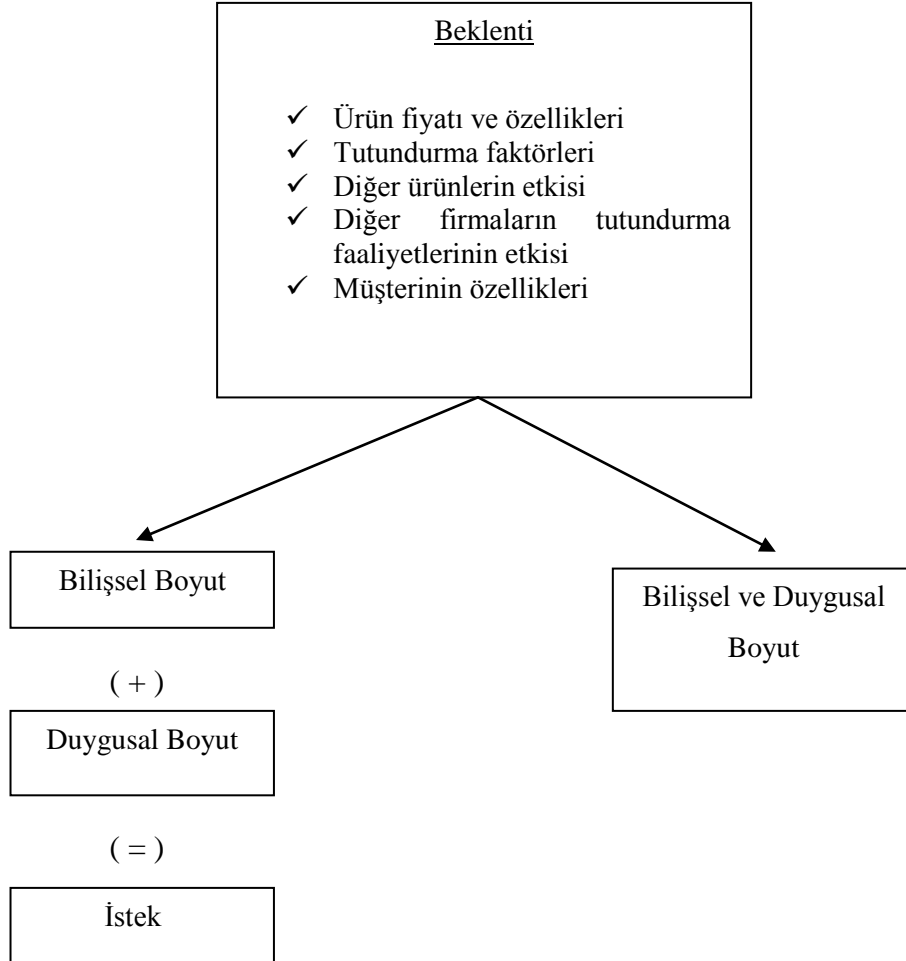 Beklenti
✓ Ürün fiyatı ve özellikleri
✓ Tutundurma faktörleri
✓ Diğer ürünlerin etkisi
✓ Diğer firmaların tutundurma
faaliyetlerinin etkisi
✓ Müşterinin özellikleri
Bilişsel Boyut
( + )
Duygusal Boyut
( = )
İstek
Bilişsel ve Duygusal
Boyut